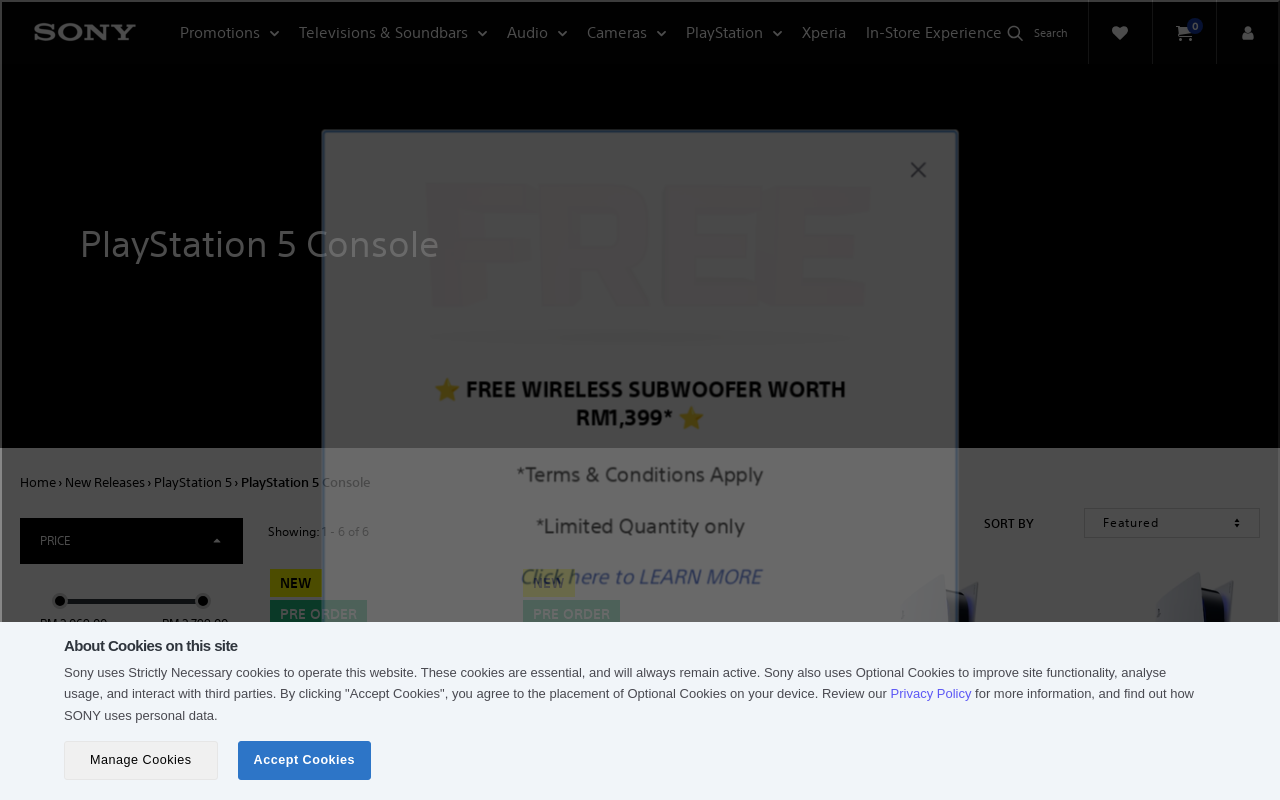 SONY
Promotions Televisions & Soundbars Audio Cameras PlayStation Xperia In-Store Experience Search 0
FREE
PlayStation 5 Console
⭐ FREE WIRELESS SUBWOOFER WORTH
RM1,399* ⭐
*Terms & Conditions Apply
*Limited Quantity only
Click here to LEARN MORE
Home › New Releases › PlayStation 5 › PlayStation 5 Console
PRICE
Showing: 1 - 6 of 6
SORT BY Featured
NEW NEW
PRE ORDER PRE ORDER
About Cookies on this site
Sony uses Strictly Necessary cookies to operate this website. These cookies are essential, and will always remain active. Sony also uses Optional Cookies to improve site functionality, analyse
usage, and interact with third parties. By clicking "Accept Cookies", you agree to the placement of Optional Cookies on your device. Review our Privacy Policy for more information, and find out how
SONY uses personal data.
Manage Cookies Accept Cookies